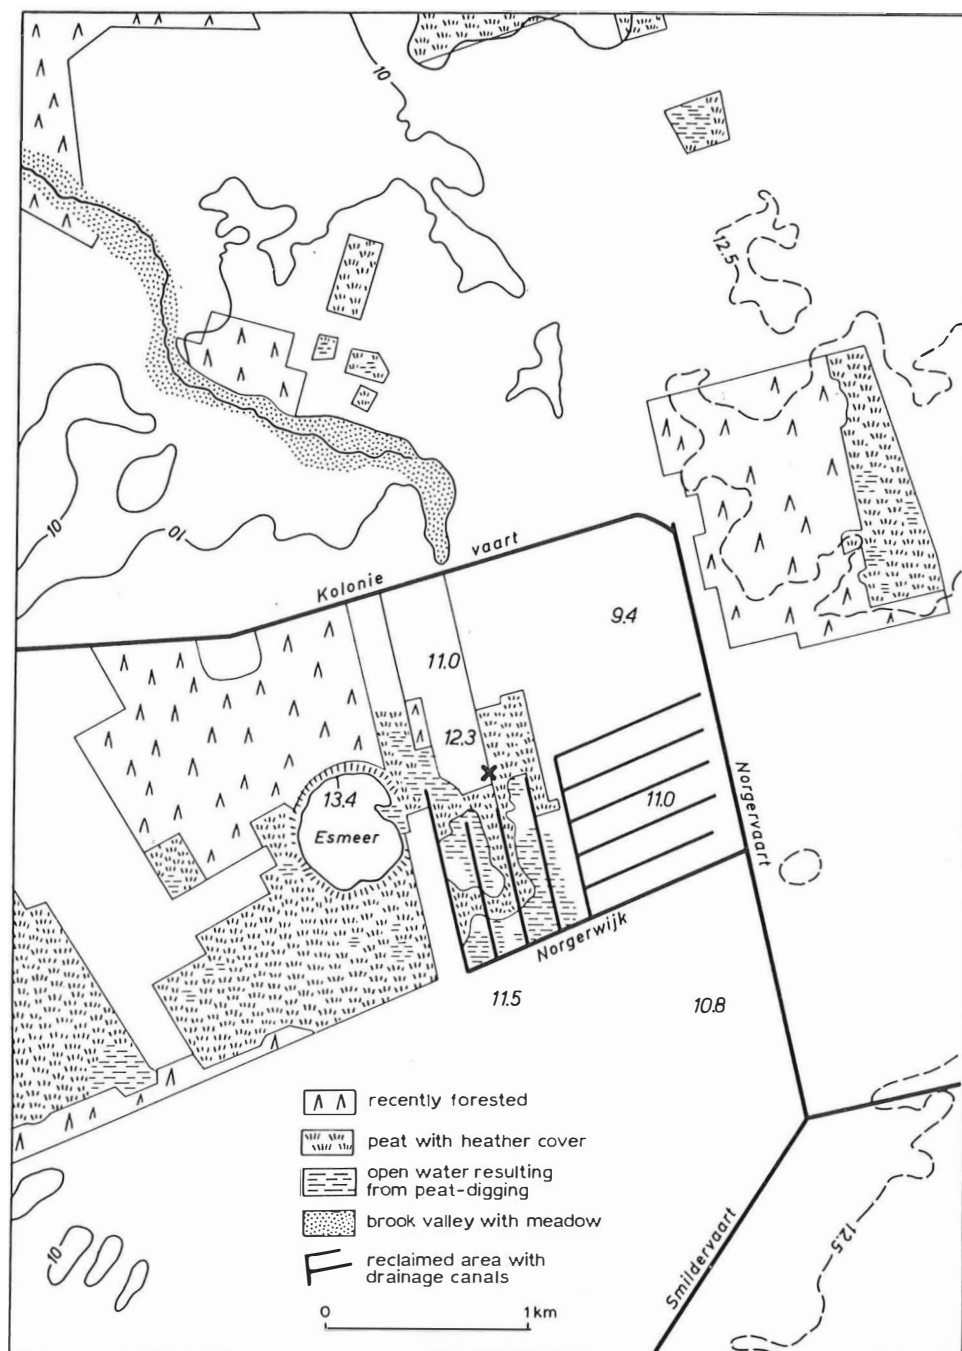 10
12.5
10
10
Kolonie vaart
9.4
11.0
12.3
13.4
Esmeer
11.0
Norgervaart
Norgerwijk
11.5
10.8
recently forested
peat with heather cover
open water resulting
from peat-digging
brook valley with meadow
reclaimed area with
drainage canals
10
12.5
Smildervaart
0 1km